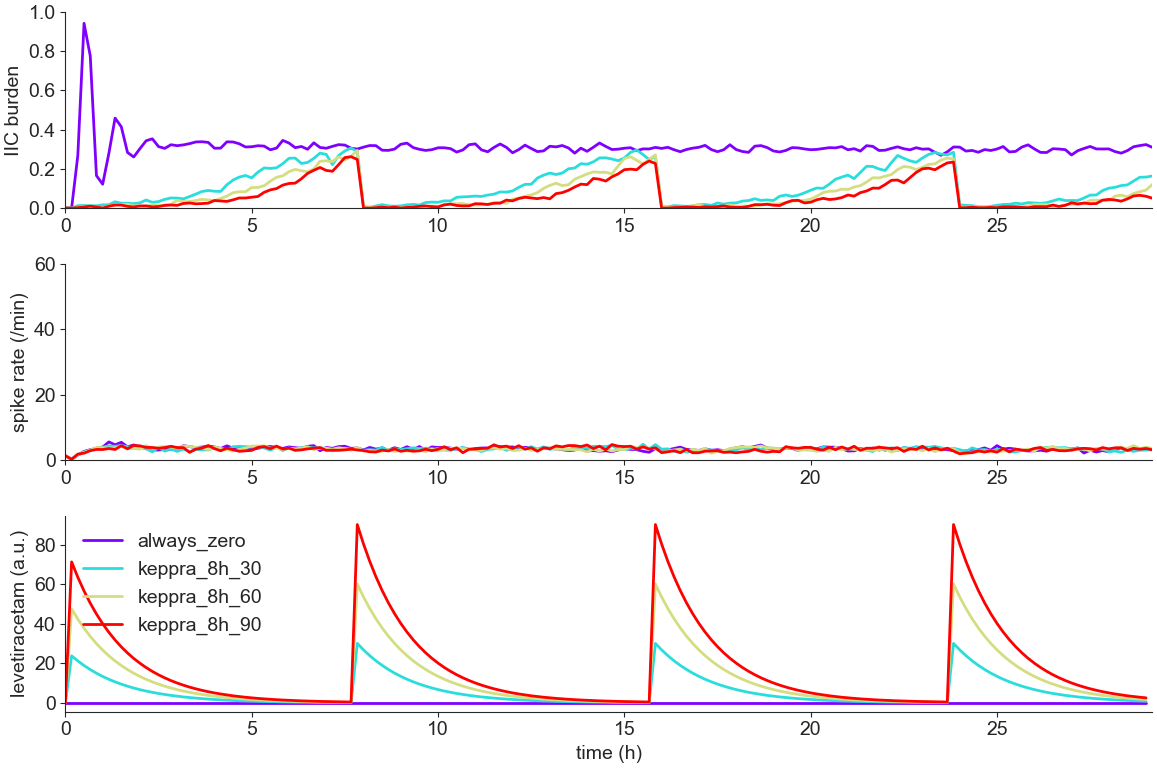 1.0
0.8
0.6
0.4
0.2
0.0
IIC burden
0 5 10 15 20 25
60
40
20
0
spike rate (/min)
0 5 10 15 20 25
80
60
40
20
0
levetiracetam (a.u.)
always_zero
keppra_8h_30
keppra_8h_60
keppra_8h_90
0 5 10 15 20 25
time (h)